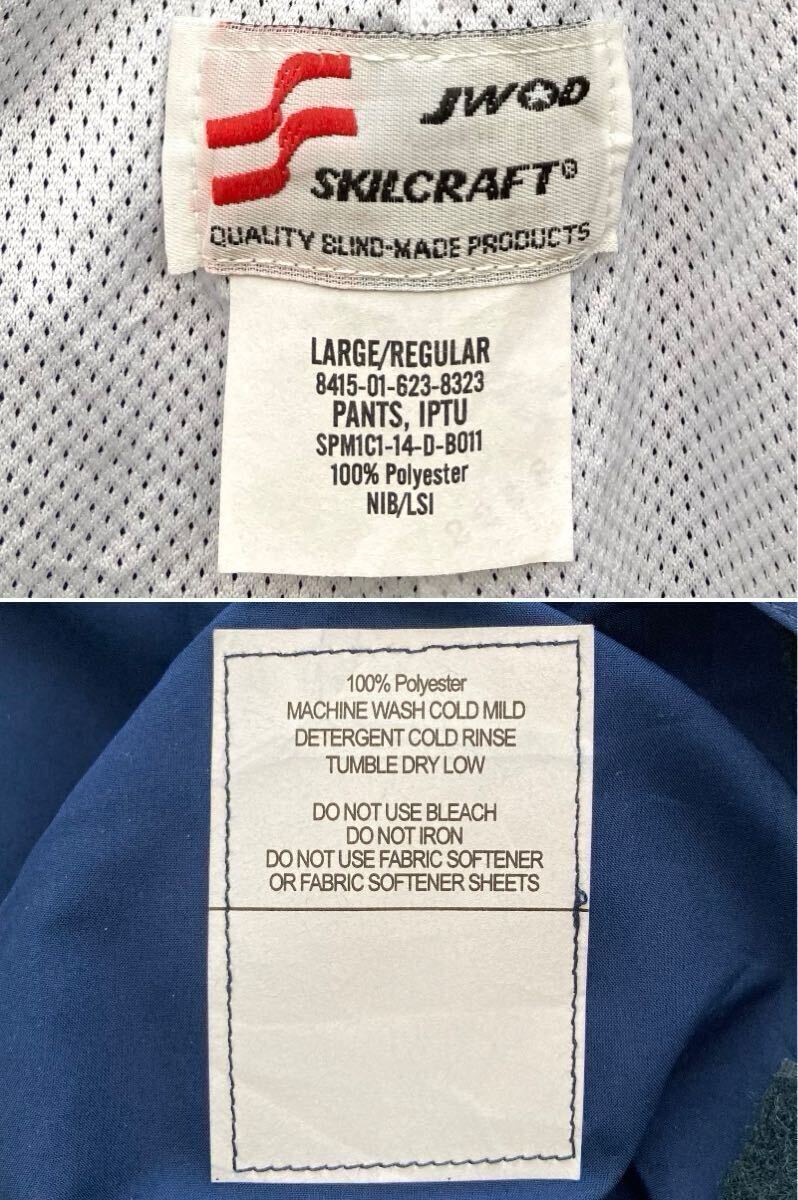 JWOD
SKILCRAFT®
QUALITY BLIND-MADE PRODUCTS
LARGE/REGULAR
8415-01-623-8323
PANTS, IPTU
SPM1C1-14-D-B011
100% Polyester
NIB/LSI
100% Polyester
MACHINE WASH COLD MILD
DETERGENT COLD RINSE
TUMBLE DRY LOW
DO NOT USE BLEACH
DO NOT IRON
DO NOT USE FABRIC SOFTENER
OR FABRIC SOFTENER SHEETS